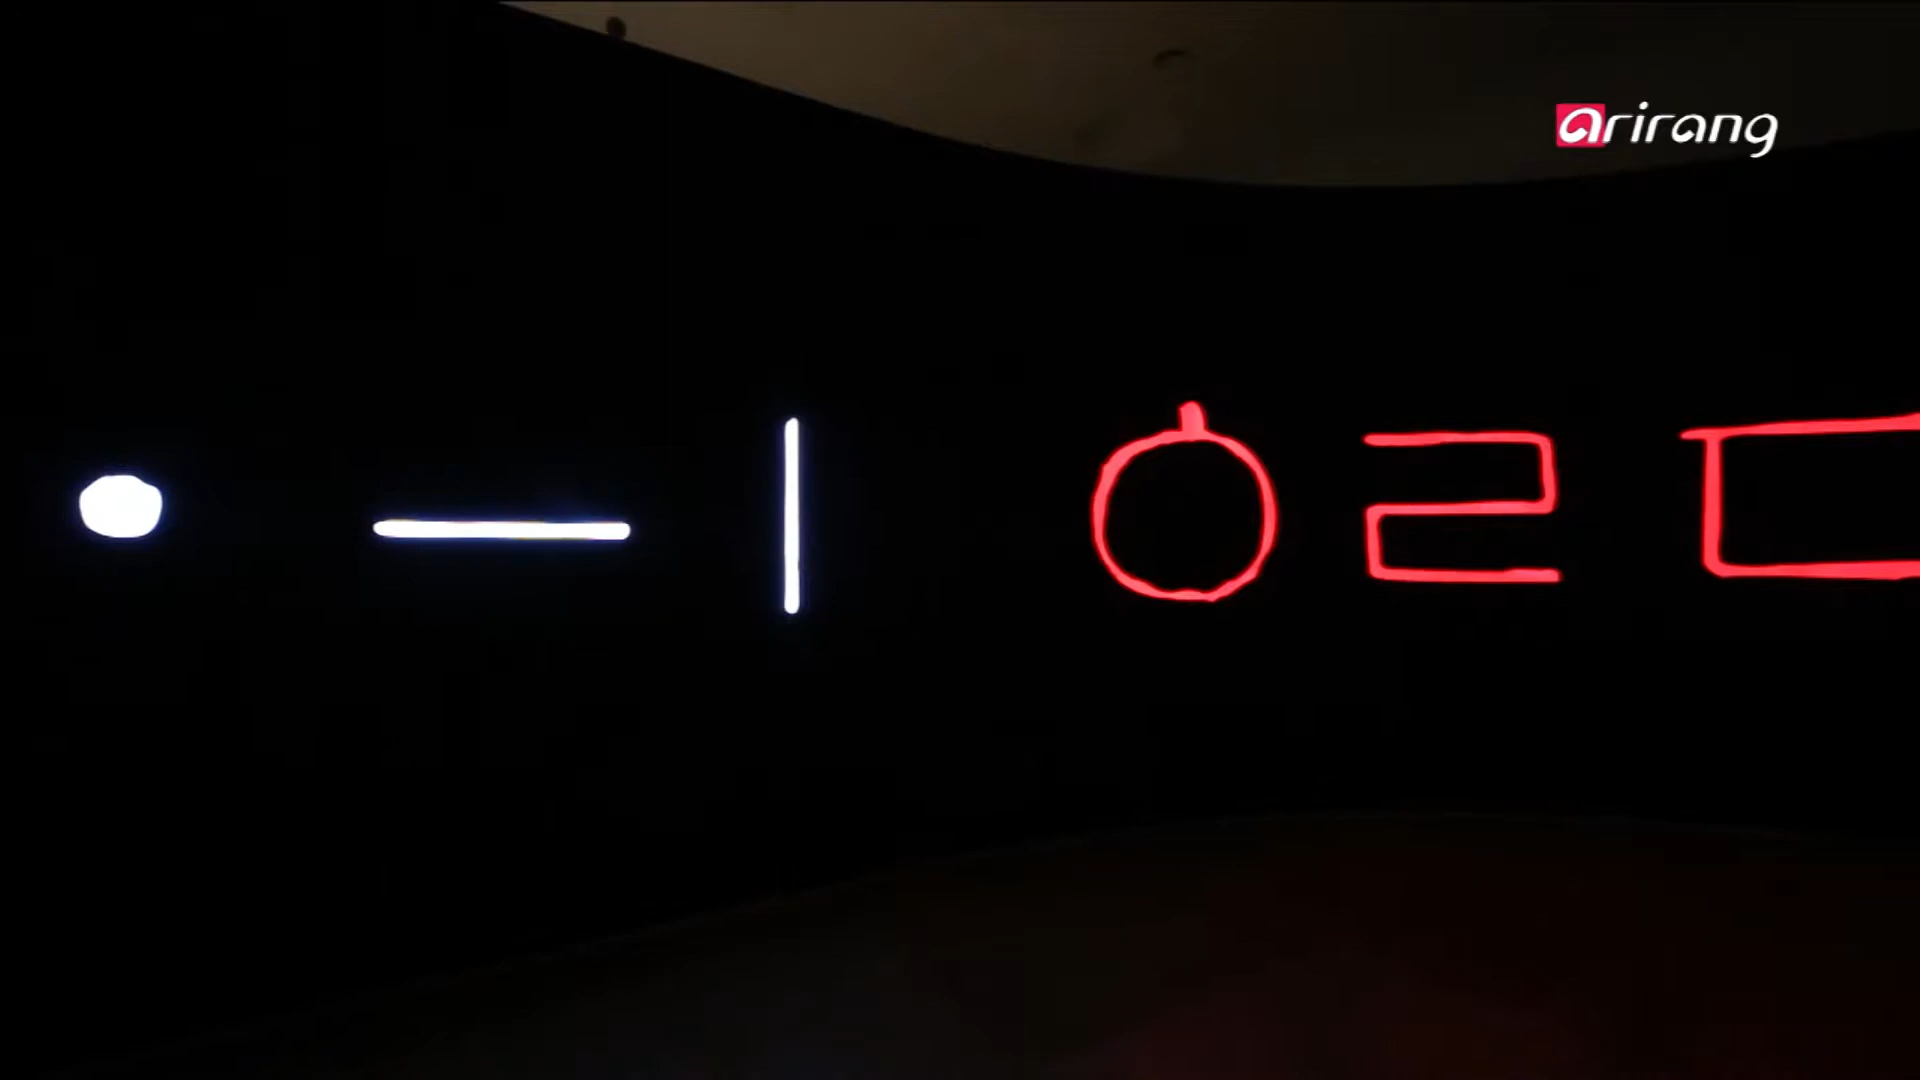 arirang
• ㅡ ㅣ ㆁ ㄹ